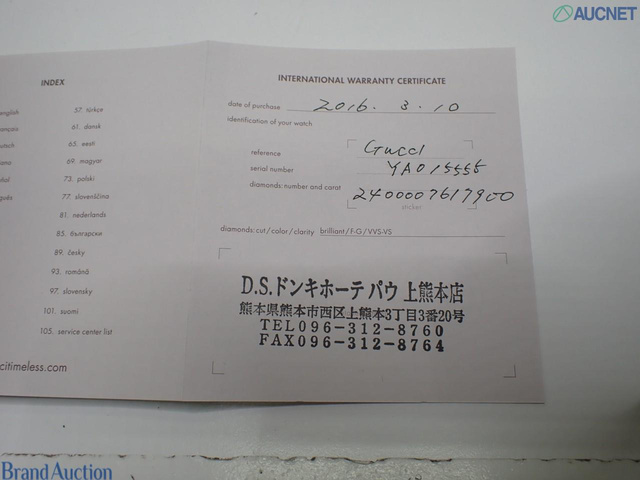 AUCNET
INDEX
english
57. türkçe
61. dansk
65. eesti
69. magyar
73. polski
77. slovenščina
81. nederlands
85. български
89. česky
93. română
97. slovensky
101. suomi
105. service center list
citimeless.com
INTERNATIONAL WARRANTY CERTIFICATE
date of purchase 2016. 3. 10
identification of your watch
reference Gucci
serial number YA015555
diamonds: number and carat 2400007617900
sticker
diamonds: cut / color / clarity brilliant / F-G / VVS-VS
D.S.ドンキホーテ パウ 上熊本店
熊本県熊本市西区上熊本3丁目3番20号
TEL096-312-8760
FAX096-312-8764
Brand Auction